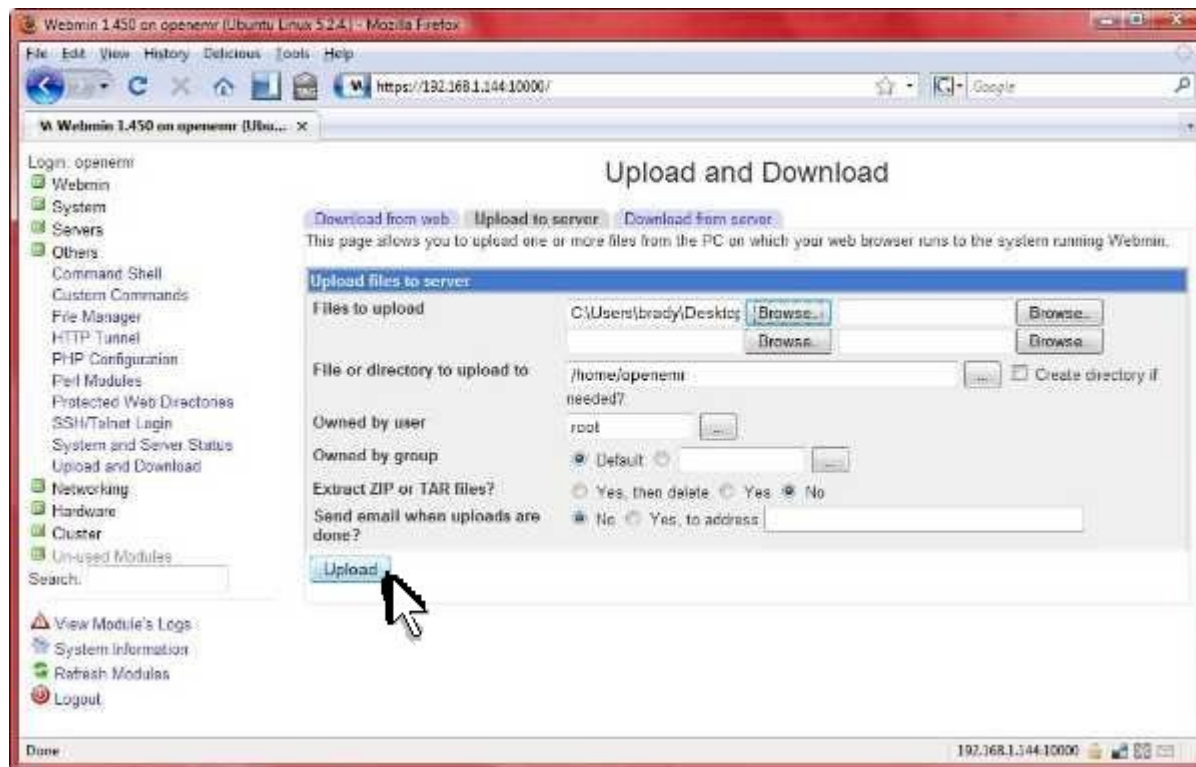 Webmin 1.450 on openemr (Ubuntu Linux 5.2.4) - Mozilla Firefox
File Edit View History Delicious Tools Help
https://192.168.1.144:10000/
Google
Webmin 1.450 on openemr (Ubu...
Login: openemr
Webmin
System
Servers
Others
Command Shell
Custom Commands
File Manager
HTTP Tunnel
PHP Configuration
Perl Modules
Protected Web Directories
SSH/Telnet Login
System and Server Status
Upload and Download
Networking
Hardware
Cluster
Un-used Modules
Search:
View Module's Logs
System Information
Refresh Modules
Logout
Upload and Download
Download from web Upload to server Download from server
This page allows you to upload one or more files from the PC on which your web browser runs to the system running Webmin.
Upload files to server
Files to upload C:\Users\brady\Desktop Browse... Browse...
Browse... Browse...
File or directory to upload to /home/openemr ... Create directory if
needed?
Owned by user root ...
Owned by group Default ...
Extract ZIP or TAR files? Yes, then delete Yes No
Send email when uploads are No Yes, to address
done?
Upload
Done 192.168.1.144:10000